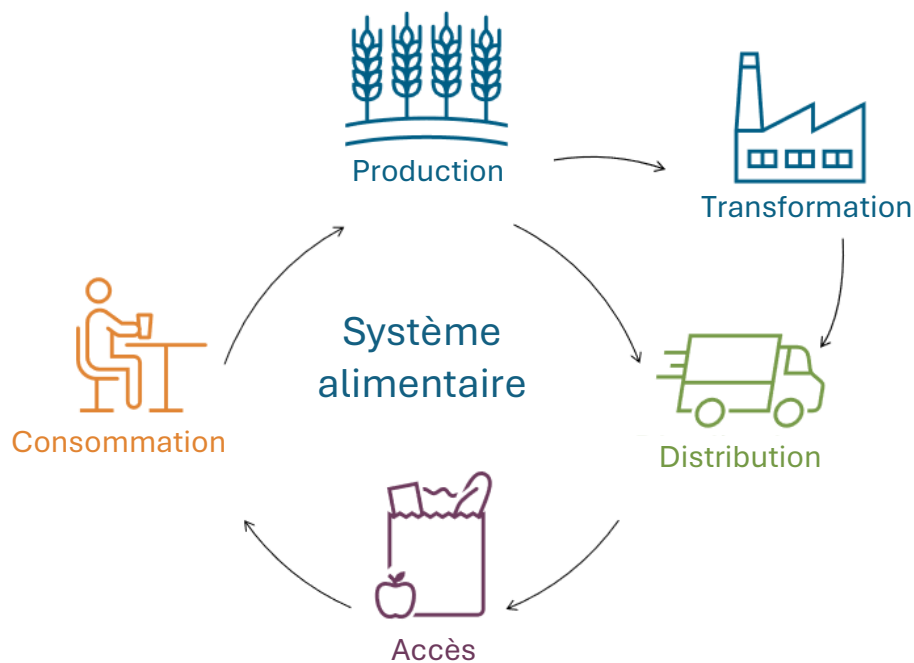 Production
Transformation
Système
alimentaire
Consommation
Distribution
Accès